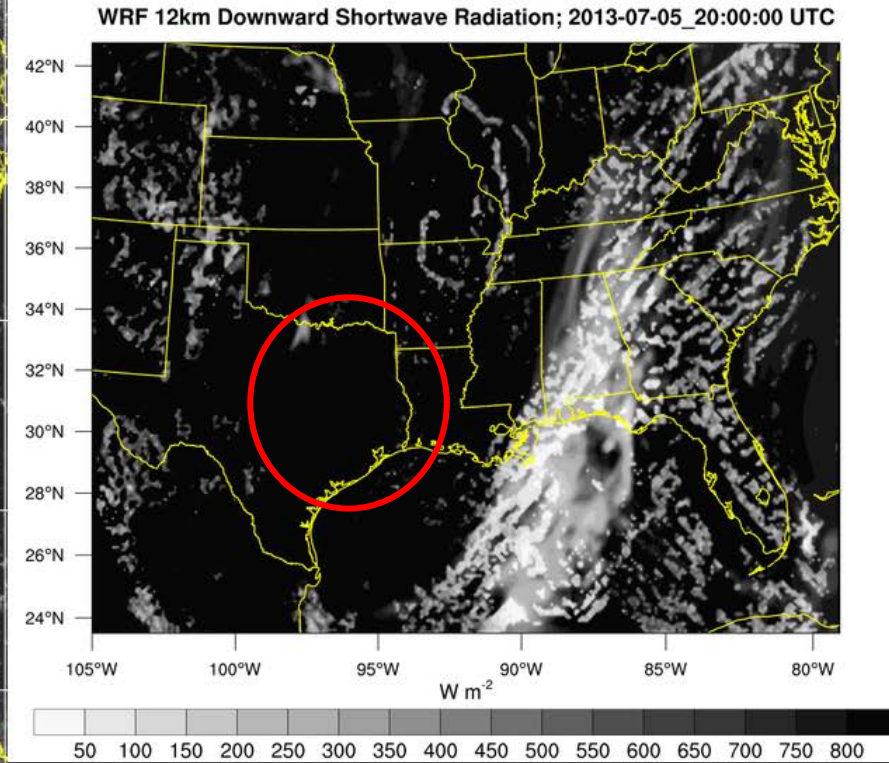 WRF 12km Downward Shortwave Radiation; 2013-07-05_20:00:00 UTC
42°N
40°N
38°N
36°N
34°N
32°N
30°N
28°N
26°N
24°N
105°W 100°W 95°W 90°W 85°W 80°W
W m⁻²
50 100 150 200 250 300 350 400 450 500 550 600 650 700 750 800